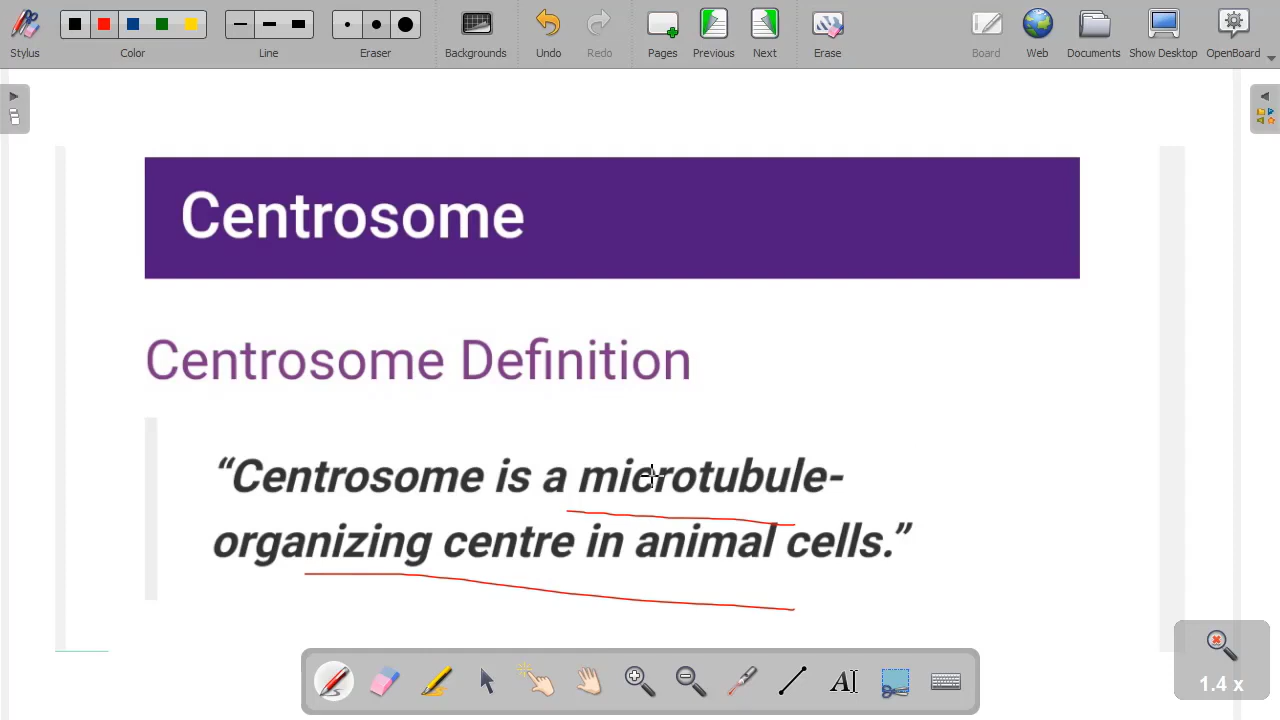 Stylus
Color
Line
Eraser
Backgrounds
Undo
Redo
Pages
Previous
Next
Erase
Board
Web
Documents
Show Desktop
OpenBoard
Centrosome
Centrosome Definition
“Centrosome is a microtubule-
organizing centre in animal cells.”
AI
1.4 x